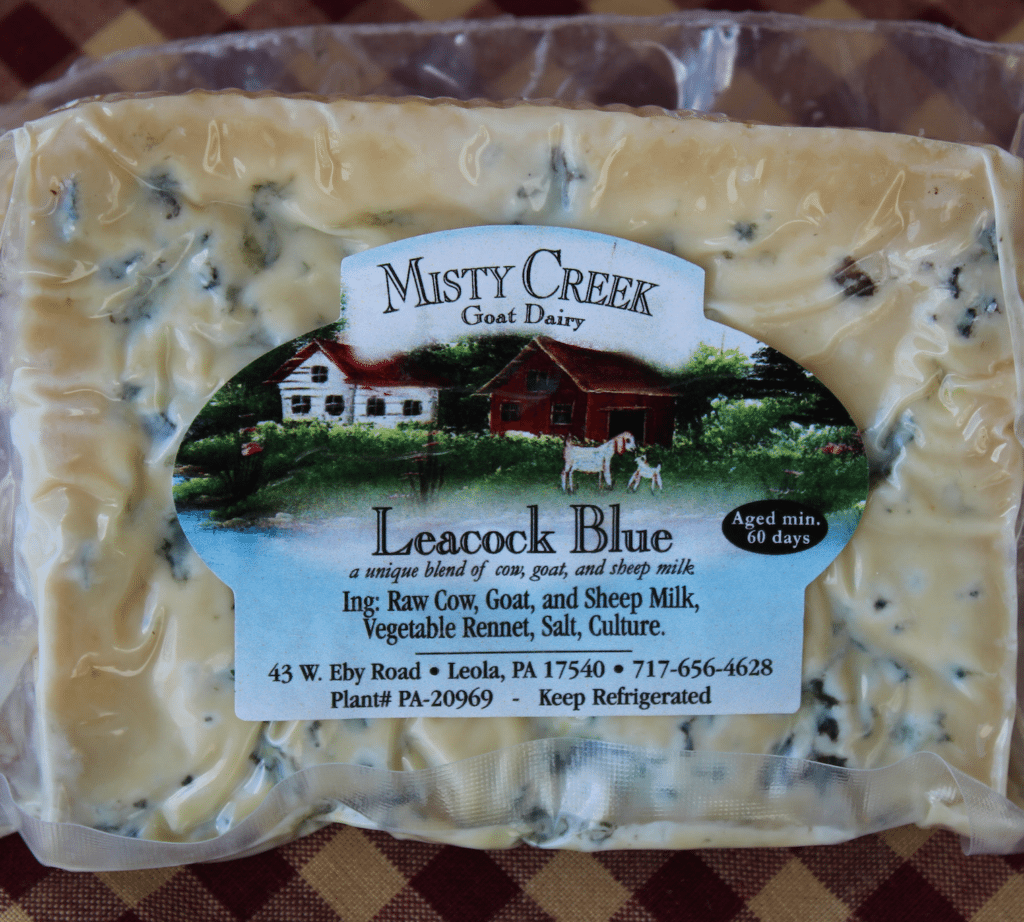 Misty Creek
Goat Dairy
Leacock Blue
Aged min.
60 days
a unique blend of cow, goat, and sheep milk
Ing: Raw Cow, Goat, and Sheep Milk,
Vegetable Rennet, Salt, Culture.
43 W. Eby Road • Leola, PA 17540 • 717-656-4628
Plant# PA-20969 - Keep Refrigerated